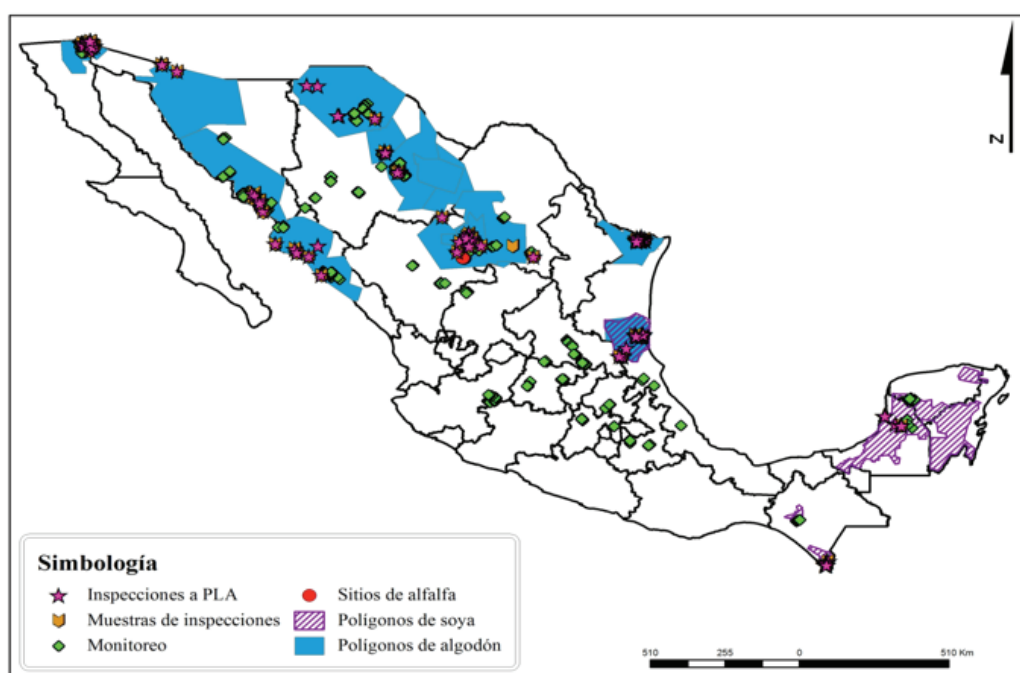 N
Simbología
Inspecciones a PLA
Muestras de inspecciones
Monitoreo
Sitios de alfalfa
Polígonos de soya
Polígonos de algodón
510 255 0 510 Km